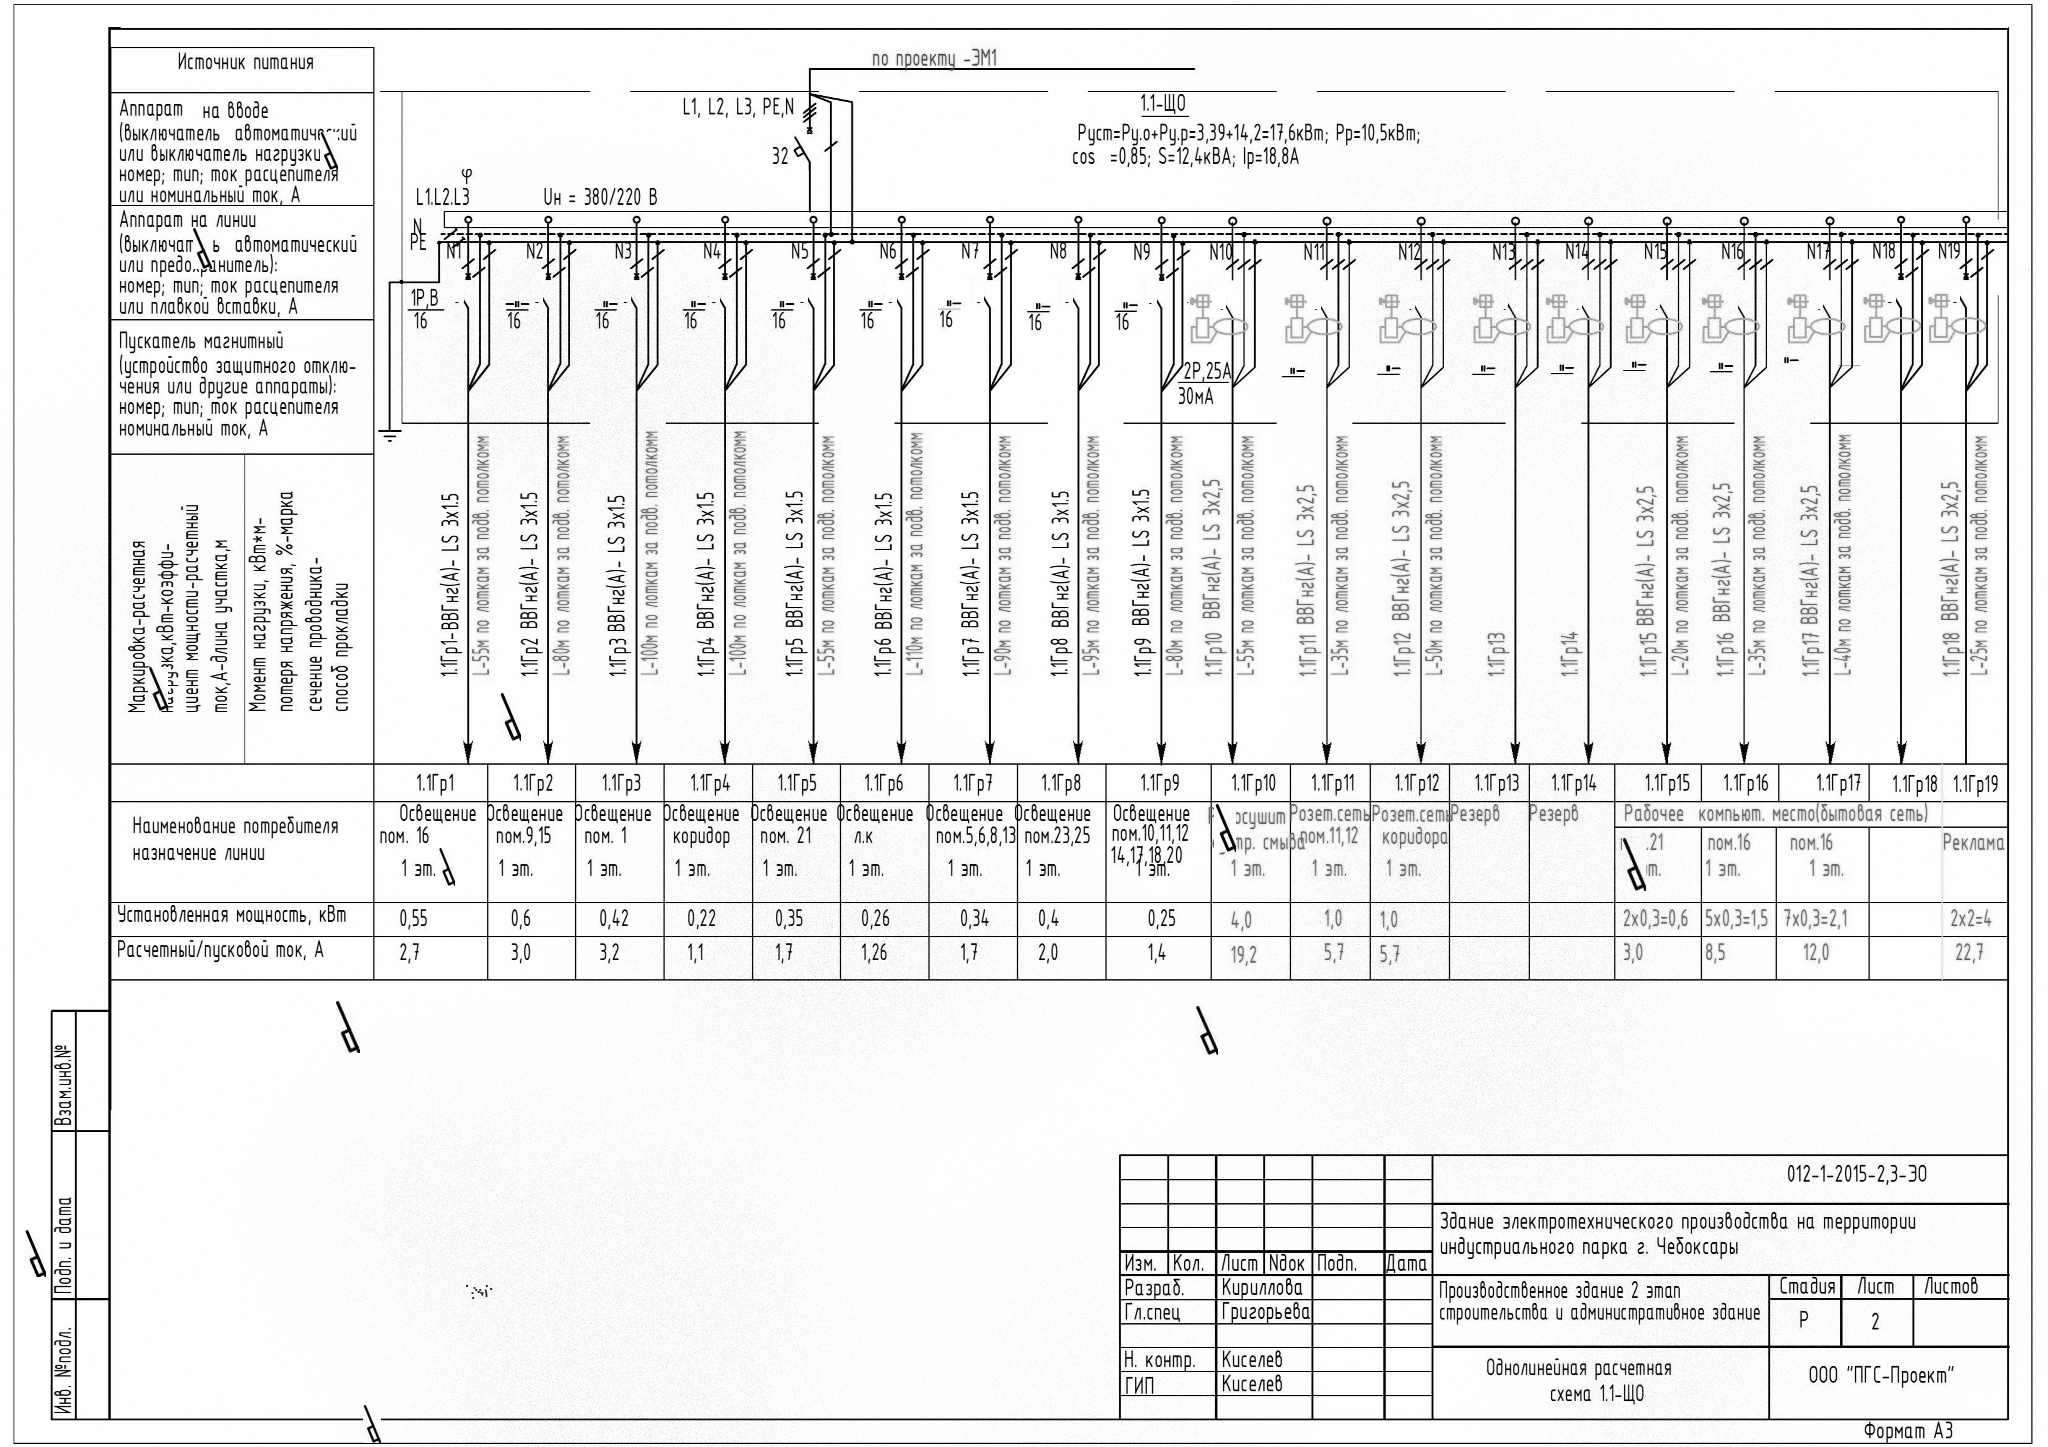 Источник питания
Аппарат на вводе
(выключатель автоматический
или выключатель нагрузки
номер; тип; ток расцепителя
или номинальный ток, А
Аппарат на линии
автоматический
или
номер; тип; ток расцепителя
или плавкой вставки, А
Пускатель магнитный
(устройство защитного отклю-
чения или другие аппараты):
номер; тип; ток расцепителя
номинальный ток, А
Маркировка-расчетная
нагрузка,кВт-коэффи-
циент мощности-расчетный
ток,А-длина участка,м
Момент нагрузки, кВт*м-
потеря напряжения, %-марка
сечение проводника-
способ прокладки
по проекту -ЭМ1
L1, L2, L3, PE,N
32
1.1-ЩО
Руст=Ру.о+Ру.р=3,39+14,2=17,6кВт; Рр=10,5кВт;
cos =0,85; S=12,4кВА; Iр=18,8А
φ
L1.L2.L3
Uн = 380/220 В
N
PE
N1 N2 N3 N4 N5 N6 N7 N8 N9 N10 N11 N12 N13 N14 N15 N16 N17 N18 N19
1Р,В
16 16 16 16 16 16 16 16 16
2Р,25А
30мА
1.1Гр1-ВВГнг(А)- LS 3х1.5
L-55м по лоткам за подв. потолкомм
1.1Гр2 ВВГнг(А)- LS 3х1.5
L-80м по лоткам за подв. потолкомм
1.1Гр3 ВВГнг(А)- LS 3х1.5
L-100м по лоткам за подв. потолкомм
1.1Гр4 ВВГнг(А)- LS 3х1.5
L-100м по лоткам за подв. потолкомм
1.1Гр5 ВВГнг(А)- LS 3х1.5
L-55м по лоткам за подв. потолкомм
1.1Гр6 ВВГнг(А)- LS 3х1.5
L-110м по лоткам за подв. потолкомм
1.1Гр7 ВВГнг(А)- LS 3х1.5
L-90м по лоткам за подв. потолкомм
1.1Гр8 ВВГнг(А)- LS 3х1.5
L-95м по лоткам за подв. потолкомм
1.1Гр9 ВВГнг(А)- LS 3х1.5
L-80м по лоткам за подв. потолкомм
1.1Гр10 ВВГнг(А)- LS 3х2,5
L-55м по лоткам за подв. потолкомм
1.1Гр11 ВВГнг(А)- LS 3х2,5
L-35м по лоткам за подв. потолкомм
1.1Гр12 ВВГнг(А)- LS 3х2,5
L-50м по лоткам за подв. потолкомм
1.1Гр13
1.1Гр14
1.1Гр15 ВВГнг(А)- LS 3х2,5
L-20м по лоткам за подв. потолкомм
1.1Гр16 ВВГнг(А)- LS 3х2,5
L-35м по лоткам за подв. потолкомм
1.1Гр17 ВВГнг(А)- LS 3х2,5
L-40м по лоткам за подв. потолкомм
1.1Гр18 ВВГнг(А)- LS 3х2,5
L-25м по лоткам за подв. потолкомм
1.1Гр1 1.1Гр2 1.1Гр3 1.1Гр4 1.1Гр5 1.1Гр6 1.1Гр7 1.1Гр8 1.1Гр9 1.1Гр10 1.1Гр11 1.1Гр12 1.1Гр13 1.1Гр14 1.1Гр15 1.1Гр16 1.1Гр17 1.1Гр18 1.1Гр19
Наименование потребителя
назначение линии
Освещение
пом. 16
1 эт.
Освещение
пом.9,15
1 эт.
Освещение
пом. 1
1 эт.
Освещение
коридор
1 эт.
Освещение
пом. 21
1 эт.
Освещение
л.к
1 эт.
Освещение
пом.5,6,8,13
1 эт.
Освещение
пом.23,25
1 эт.
Освещение
пом.10,11,12
14,17,18,20
1 эт.
смыва
1 эт.
Розет.сеть
пом.11,12
1 эт.
Розет.сеть
коридора
1 эт.
Резерв
Резерв
Рабочее компьют. место(бытовая сеть)
.21
эт.
пом.16
1 эт.
пом.16
1 эт.
Реклама
Установленная мощность, кВт 0,55 0,6 0,42 0,22 0,35 0,26 0,34 0,4 0,25 4,0 1,0 1,0 2х0,3=0,6 5х0,3=1,5 7х0,3=2,1 2х2=4
Расчетный/пусковой ток, А 2,7 3,0 3,2 1,1 1,7 1,26 1,7 2,0 1,4 19,2 5,7 5,7 3,0 8,5 12,0 22,7
Взам.инв.№
Подп. и дата
Инв. №подл.
012-1-2015-2,3-ЭО
Здание электротехнического производства на территории
индустриального парка г. Чебоксары
Изм. Кол. Лист Nдок Подп. Дата
Разраб. Кириллова
Гл.спец Григорьева
Н. контр. Киселев
ГИП Киселев
Производственное здание 2 этап
строительства и административное здание
Стадия Лист Листов
Р 2
Однолинейная расчетная
схема 1.1-ЩО
ООО "ПГС-Проект"
Формат А3